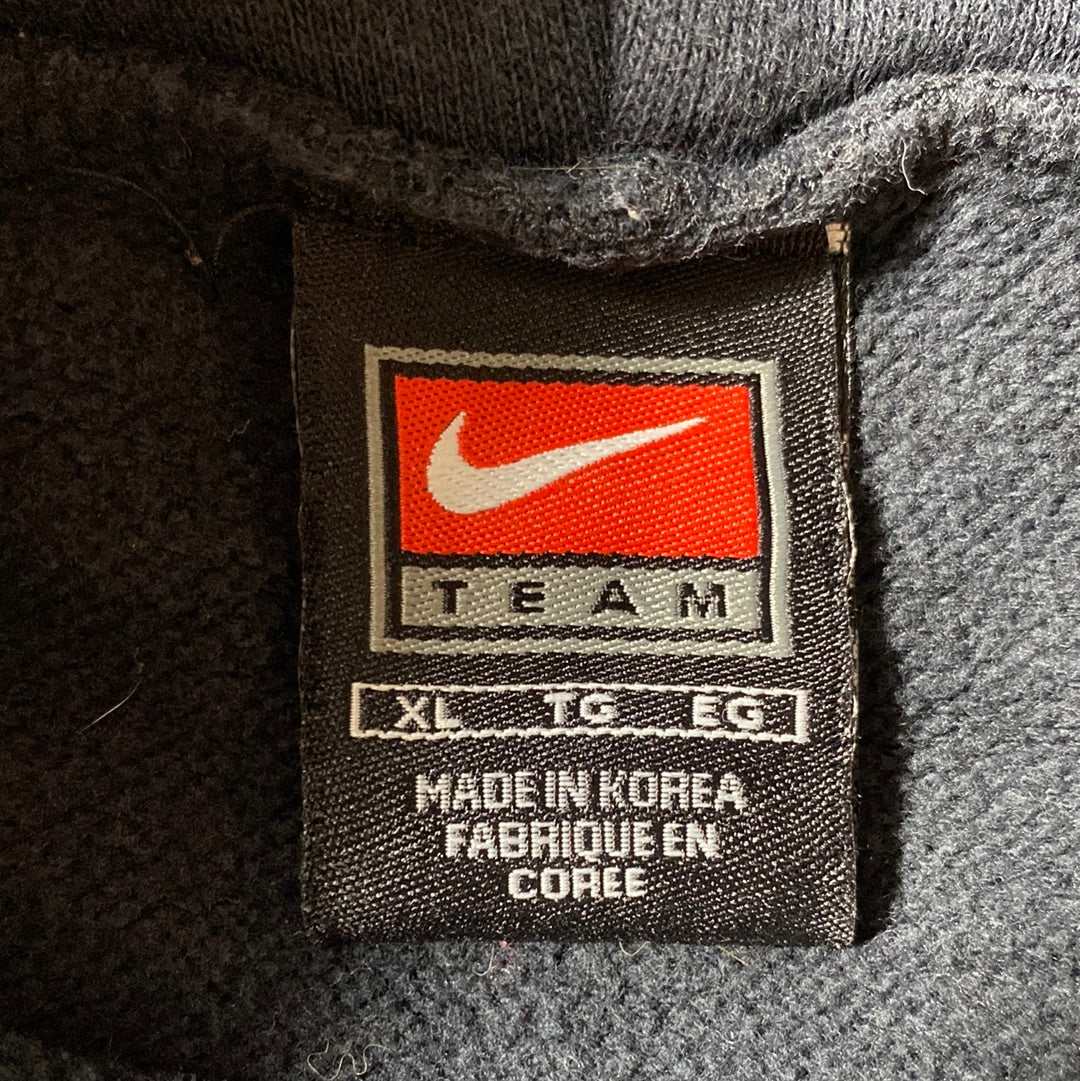 TEAM
XL TG EG
MADE IN KOREA
FABRIQUE EN
COREE